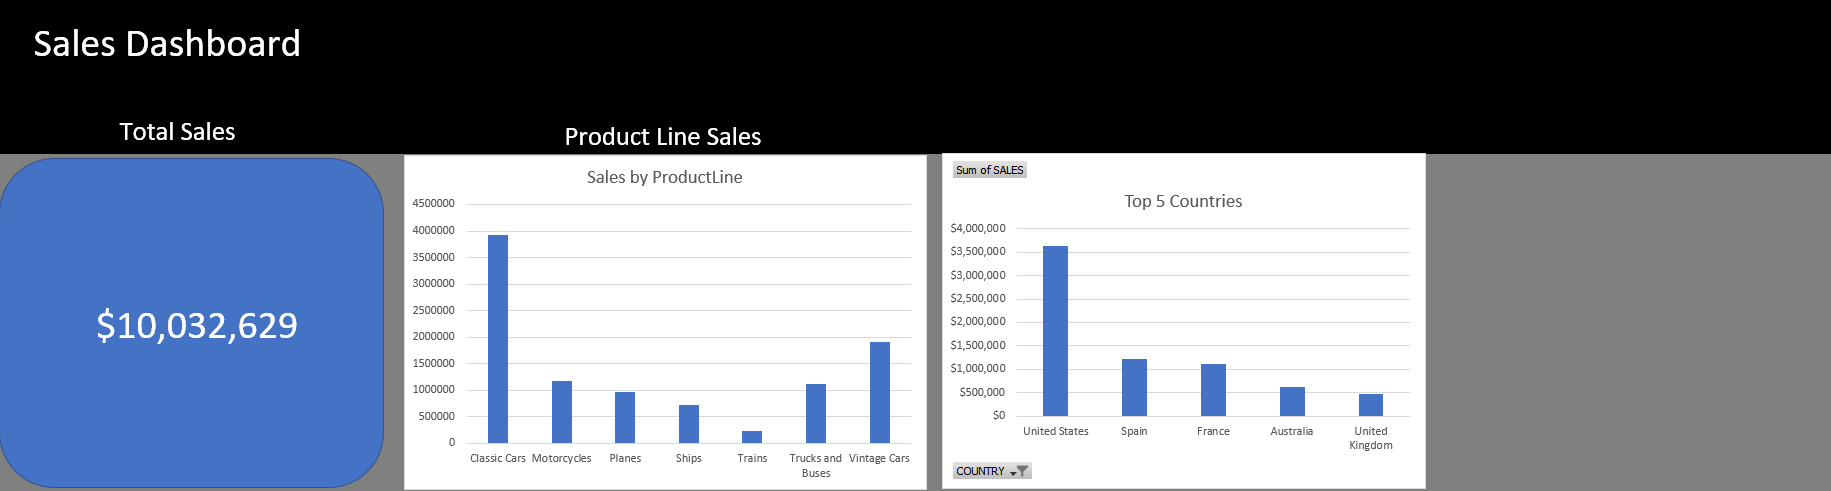 Sales Dashboard
Total Sales
$10,032,629
Product Line Sales
Sales by ProductLine
4500000
4000000
3500000
3000000
2500000
2000000
1500000
1000000
500000
0
Classic Cars Motorcycles Planes Ships Trains Trucks and Vintage Cars
Buses
Sum of SALES
Top 5 Countries
$4,000,000
$3,500,000
$3,000,000
$2,500,000
$2,000,000
$1,500,000
$1,000,000
$500,000
$0
United States Spain France Australia United
Kingdom
COUNTRY